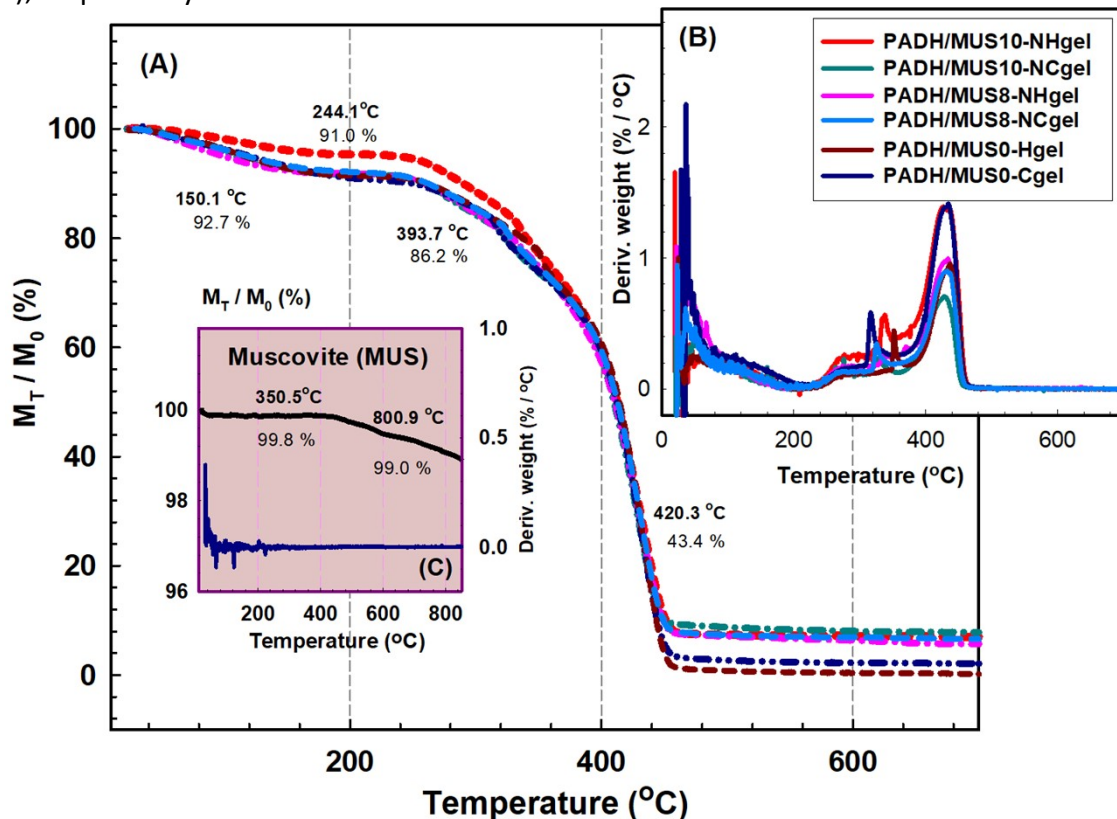 (A)
M_T / M_0 (%)
100
80
60
40
20
0
200
400
600
Temperature (°C)
244.1°C
91.0 %
150.1 °C
92.7 %
393.7 °C
86.2 %
420.3 °C
43.4 %
(B)
PADH/MUS10-NHgel
PADH/MUS10-NCgel
PADH/MUS8-NHgel
PADH/MUS8-NCgel
PADH/MUS0-Hgel
PADH/MUS0-Cgel
Deriv. weight (% / °C)
2
1
0
0
200
400
600
Temperature (°C)
M_T / M_0 (%)
Muscovite (MUS)
350.5°C
99.8 %
800.9 °C
99.0 %
(C)
100
98
96
1.0
0.5
0.0
Deriv. weight (% / °C)
200
400
600
800
Temperature (°C)